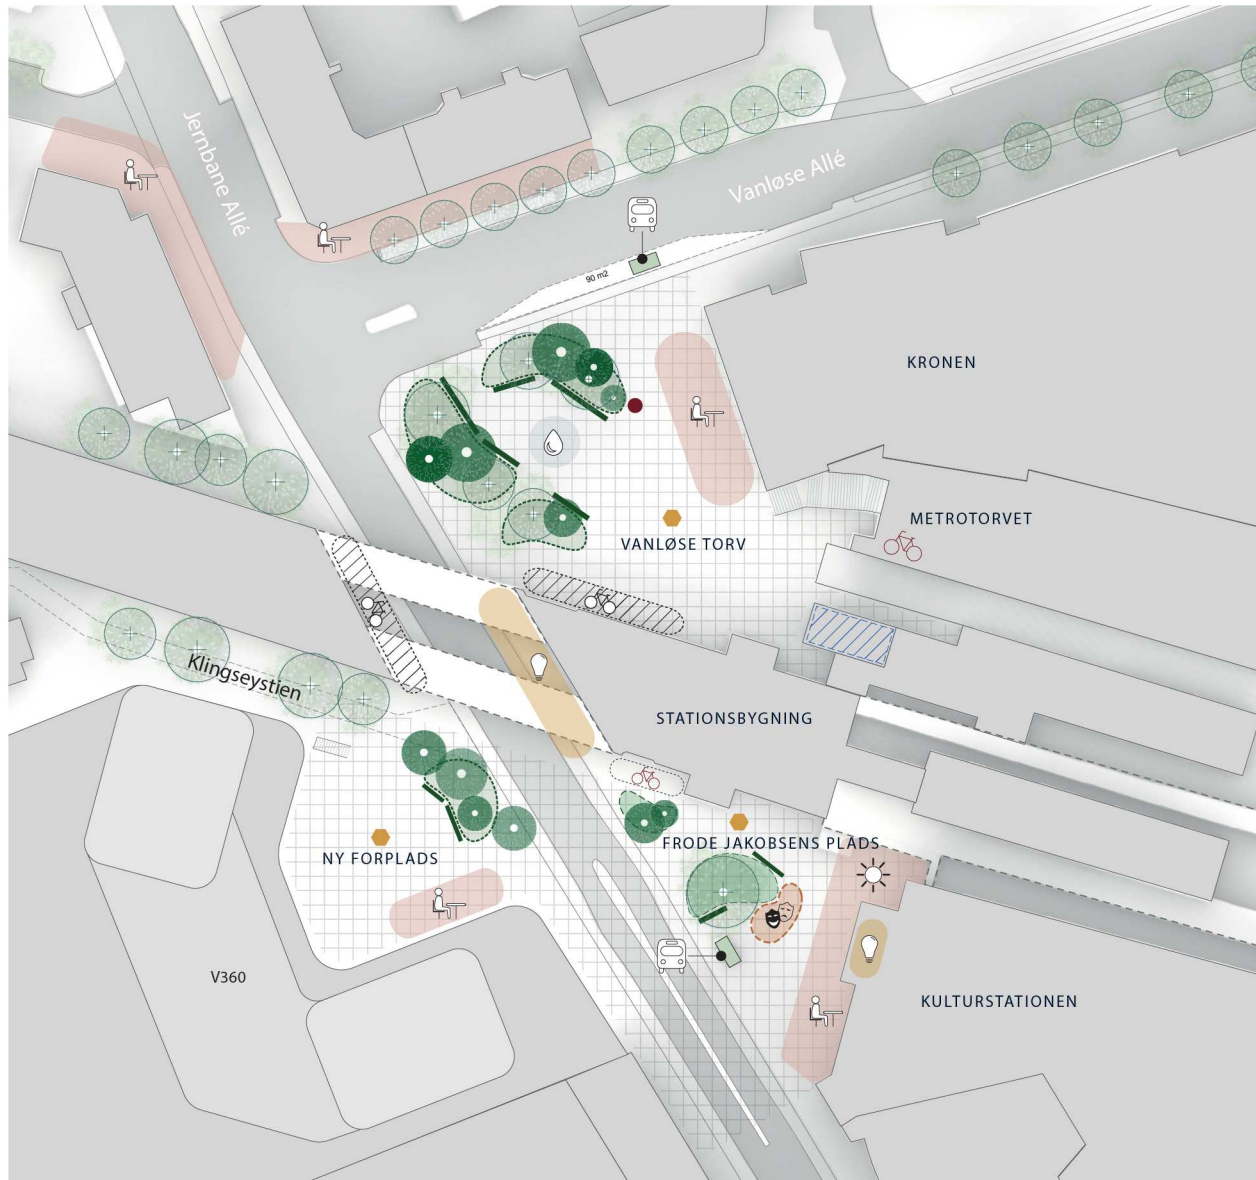 Jernbane Allé
Vanløse Allé
90 m2
KRONEN
METROTORVET
VANLØSE TORV
Klingseystien
STATIONSBYGNING
FRODE JAKOBSENS PLADS
NY FORPLADS
V360
KULTURSTATIONEN